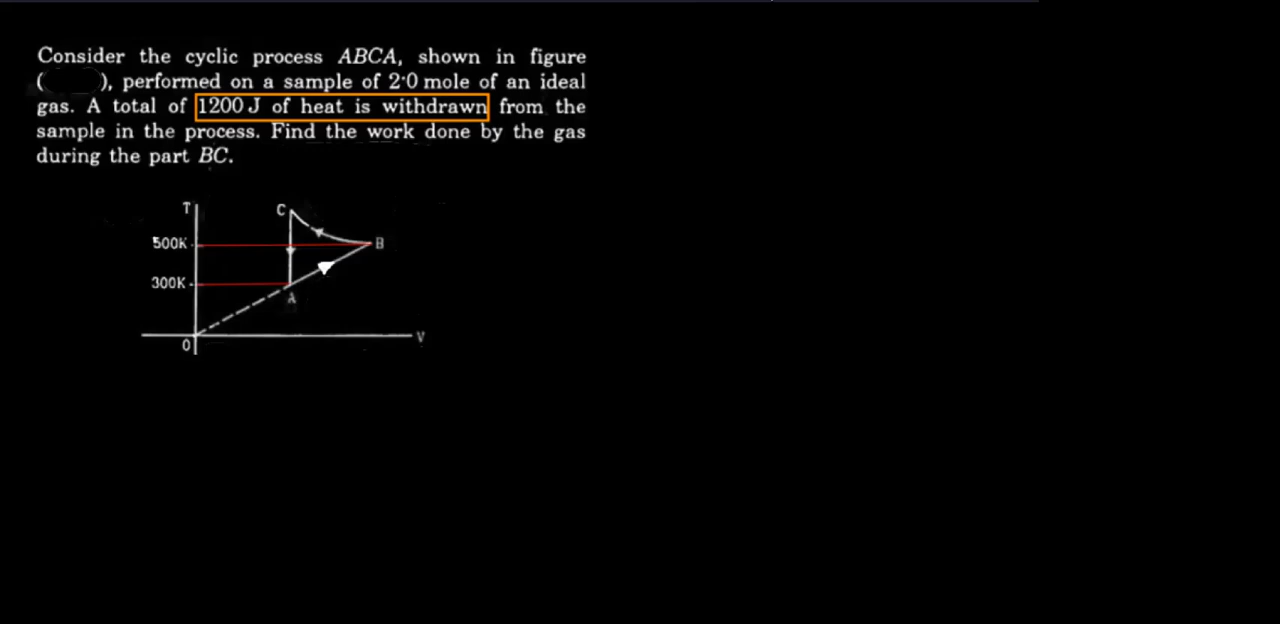 Consider the cyclic process ABCA, shown in figure
( ), performed on a sample of 2·0 mole of an ideal
gas. A total of 1200 J of heat is withdrawn from the
sample in the process. Find the work done by the gas
during the part BC.
T
C
500K
B
300K
A
0
V